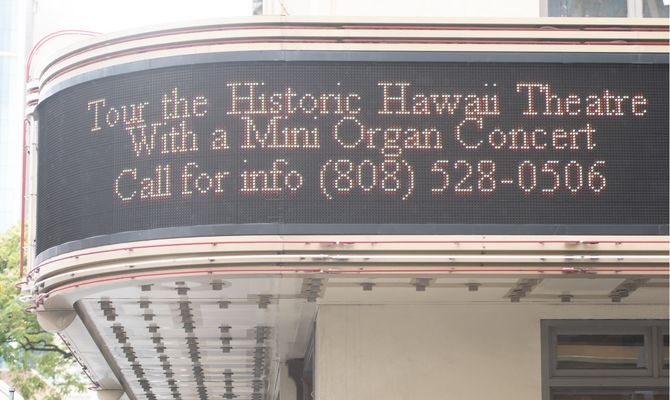 Tour the Historic Hawaii Theatre
With a Mini Organ Concert
Call for info (808) 528-0506